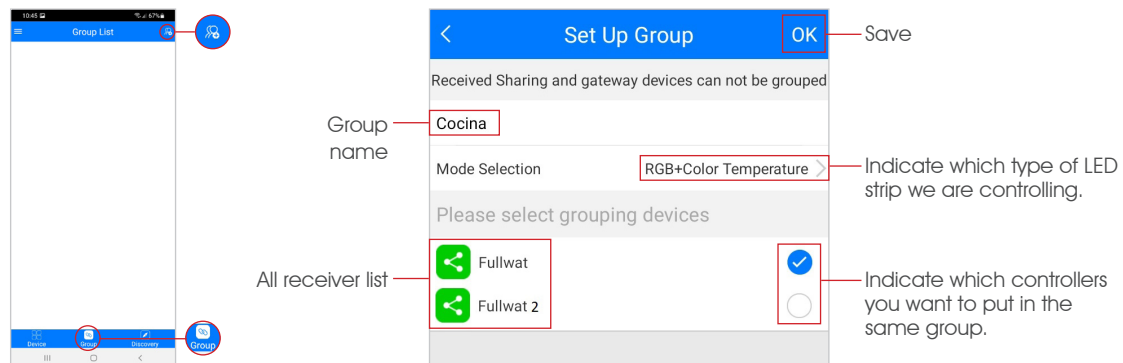 10:45 67%
Group List
Device Group Discovery
Group
Set Up Group OK
Save
Received Sharing and gateway devices can not be grouped
Group
name
Cocina
Mode Selection RGB+Color Temperature
Indicate which type of LED
strip we are controlling.
Please select grouping devices
All receiver list
Fullwat
Fullwat 2
Indicate which controllers
you want to put in the
same group.